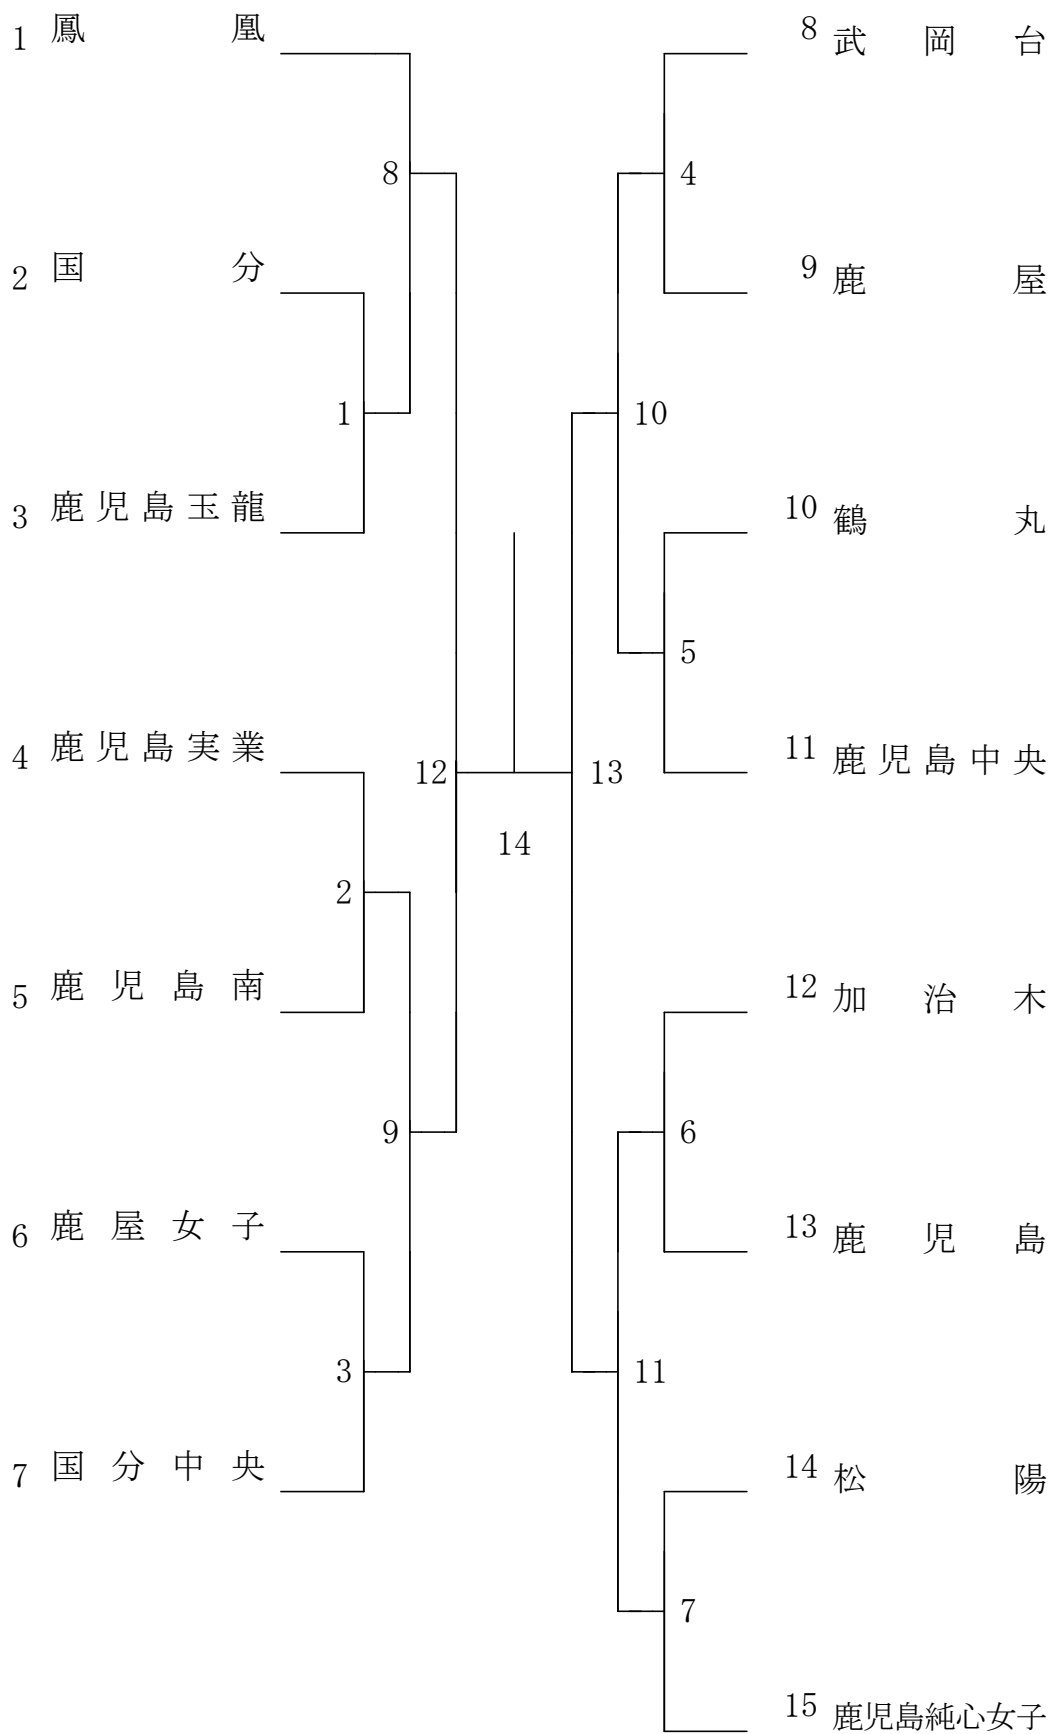 1 鳳凰
8
2 国分
1
3 鹿児島玉龍
4 鹿児島実業
12
2
5 鹿児島南
9
6 鹿屋女子
3
7 国分中央
14
8 武岡台
4
9 鹿屋
10
10 鶴丸
5
13
11 鹿児島中央
12 加治木
6
13 鹿児島
11
14 松陽
7
15 鹿児島純心女子